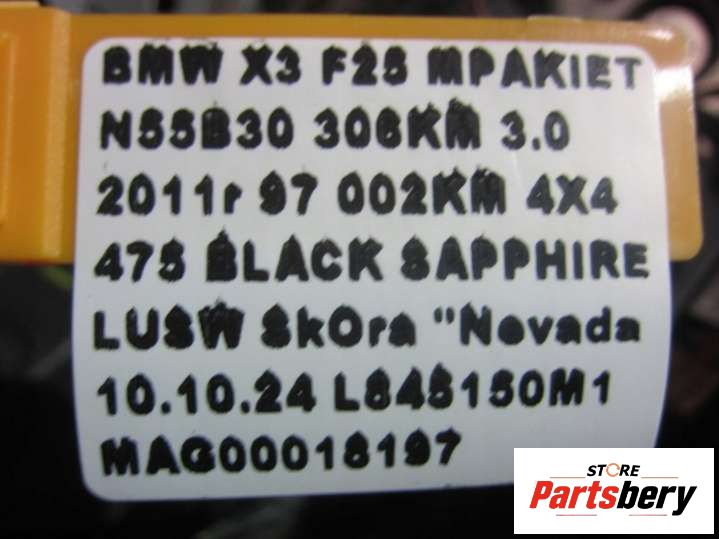 BMW X3 F25 MPAKIET
N55B30 306KM 3.0
2011r 97 002KM 4X4
475 BLACK SAPPHIRE
LUSW SkOra "Nevada
10.10.24 L845150M1
MAG00018197
STORE
Partsbery